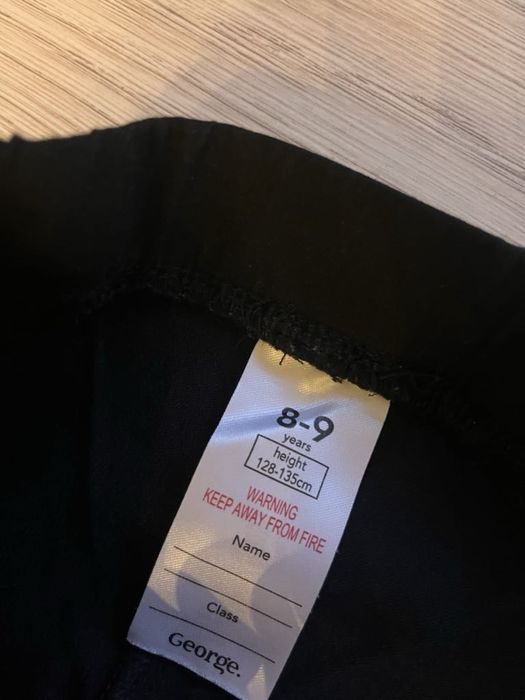 8-9
years
height
128-135cm
WARNING
KEEP AWAY FROM FIRE
Name
Class
George.